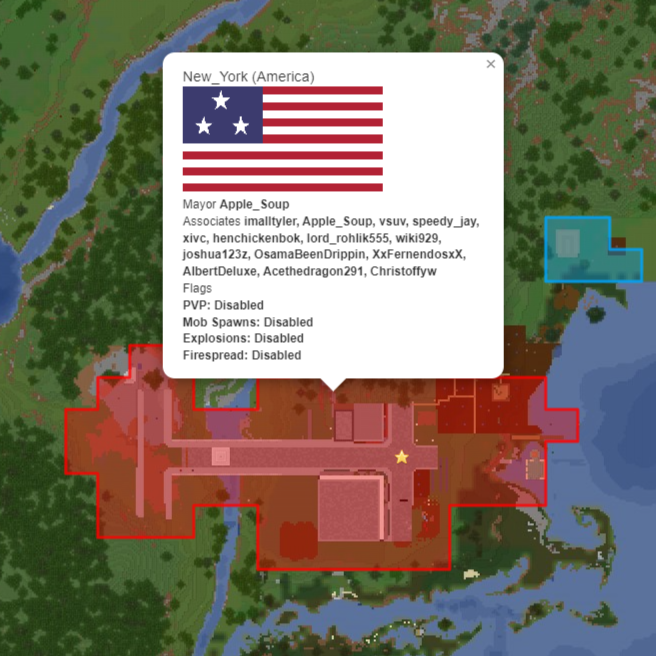 ×
New_York (America)
Mayor Apple_Soup
Associates imalltyler, Apple_Soup, vsuv, speedy_jay,
xivc, henchickenbok, lord_rohlik555, wiki929,
joshua123z, OsamaBeenDrippin, XxFernendosxX,
AlbertDeluxe, Acethedragon291, Christoffyw
Flags
PVP: Disabled
Mob Spawns: Disabled
Explosions: Disabled
Firespread: Disabled